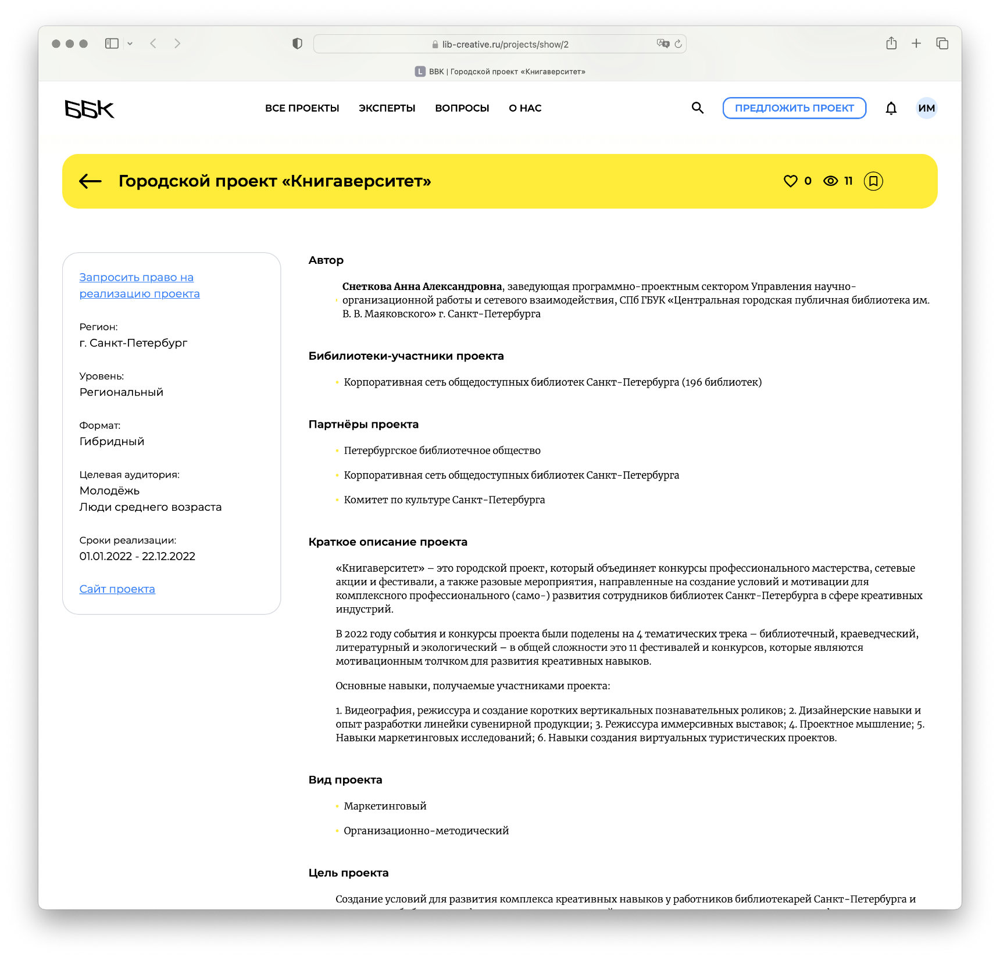 lib-creative.ru/projects/show/2
L BBK | Городской проект «Книгаверситет»
ББК
ВСЕ ПРОЕКТЫ ЭКСПЕРТЫ ВОПРОСЫ О НАС
ПРЕДЛОЖИТЬ ПРОЕКТ
ИМ
Городской проект «Книгаверситет»
0 11
Запросить право на
реализацию проекта
Регион:
г. Санкт-Петербург
Уровень:
Региональный
Формат:
Гибридный
Целевая аудитория:
Молодёжь
Люди среднего возраста
Сроки реализации:
01.01.2022 - 22.12.2022
Сайт проекта
Автор
Снеткова Анна Александровна, заведующая программно-проектным сектором Управления научно-
организационной работы и сетевого взаимодействия, СПб ГБУК «Центральная городская публичная библиотека им.
В. В. Маяковского» г. Санкт-Петербурга
Бибилиотеки-участники проекта
Корпоративная сеть общедоступных библиотек Санкт-Петербурга (196 библиотек)
Партнёры проекта
Петербургское библиотечное общество
Корпоративная сеть общедоступных библиотек Санкт-Петербурга
Комитет по культуре Санкт-Петербурга
Краткое описание проекта
«Книгаверситет» – это городской проект, который объединяет конкурсы профессионального мастерства, сетевые
акции и фестивали, а также разовые мероприятия, направленные на создание условий и мотивации для
комплексного профессионального (само-) развития сотрудников библиотек Санкт-Петербурга в сфере креативных
индустрий.
В 2022 году события и конкурсы проекта были поделены на 4 тематических трека – библиотечный, краеведческий,
литературный и экологический – в общей сложности это 11 фестивалей и конкурсов, которые являются
мотивационным толчком для развития креативных навыков.
Основные навыки, получаемые участниками проекта:
1. Видеография, режиссура и создание коротких вертикальных познавательных роликов; 2. Дизайнерские навыки и
опыт разработки линейки сувенирной продукции; 3. Режиссура иммерсивных выставок; 4. Проектное мышление; 5.
Навыки маркетинговых исследований; 6. Навыки создания виртуальных туристических проектов.
Вид проекта
Маркетинговый
Организационно-методический
Цель проекта
Создание условий для развития комплекса креативных навыков у работников библиотекарей Санкт-Петербурга и